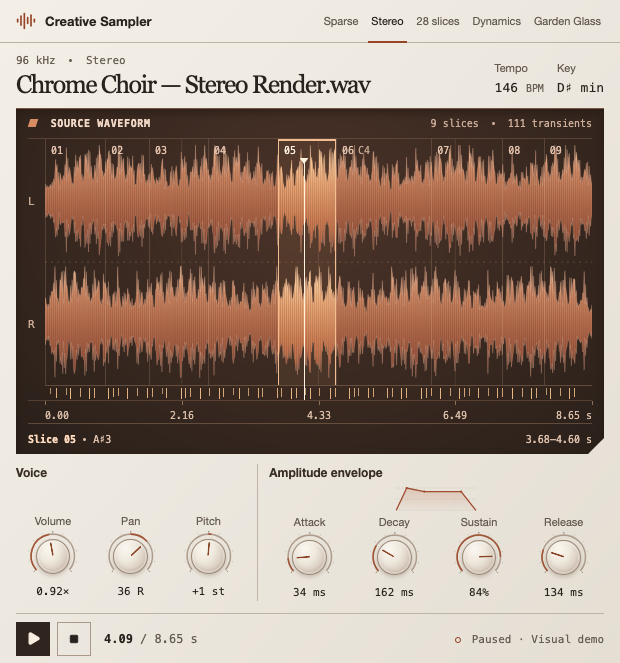 Creative Sampler Sparse Stereo 28 slices Dynamics Garden Glass
96 kHz • Stereo
Chrome Choir — Stereo Render.wav
Tempo Key
146 BPM D♯ min
SOURCE WAVEFORM 9 slices • 111 transients
01 02 03 04 05 06 C4 07 08 09
L
R
0.00 2.16 4.33 6.49 8.65 s
Slice 05 • A♯3 3.68–4.60 s
Voice Amplitude envelope
Volume Pan Pitch Attack Decay Sustain Release
0.92× 36 R +1 st 34 ms 162 ms 84% 134 ms
4.09 / 8.65 s Paused · Visual demo